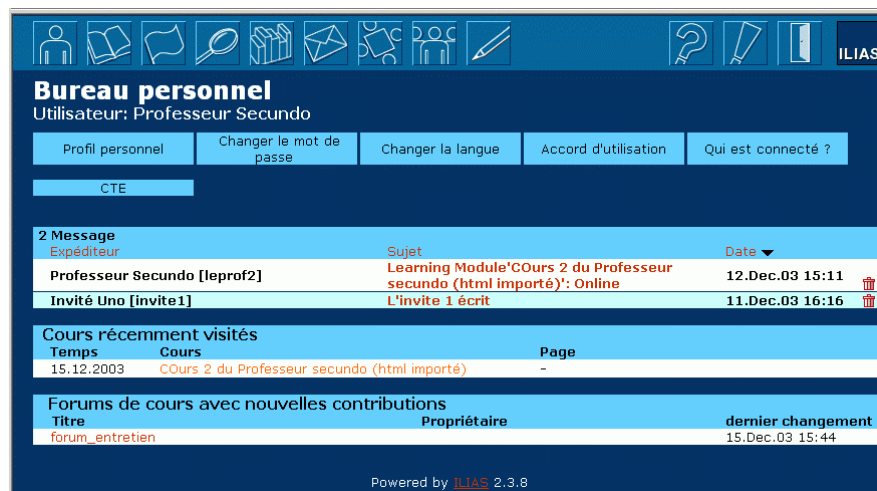 ILIAS
Bureau personnel
Utilisateur: Professeur Secundo
Profil personnel
Changer le mot de
passe
Changer la langue
Accord d'utilisation
Qui est connecté ?
CTE
2 Message
Expéditeur Sujet Date
Professeur Secundo [leprof2] Learning Module'COurs 2 du Professeur 12.Dec.03 15:11
secundo (html importé)': Online
Invité Uno [invite1] L'invite 1 écrit 11.Dec.03 16:16
Cours récemment visités
Temps Cours Page
15.12.2003 COurs 2 du Professeur secundo (html importé) -
Forums de cours avec nouvelles contributions
Titre Propriétaire dernier changement
forum_entretien 15.Dec.03 15:44
Powered by ILIAS 2.3.8